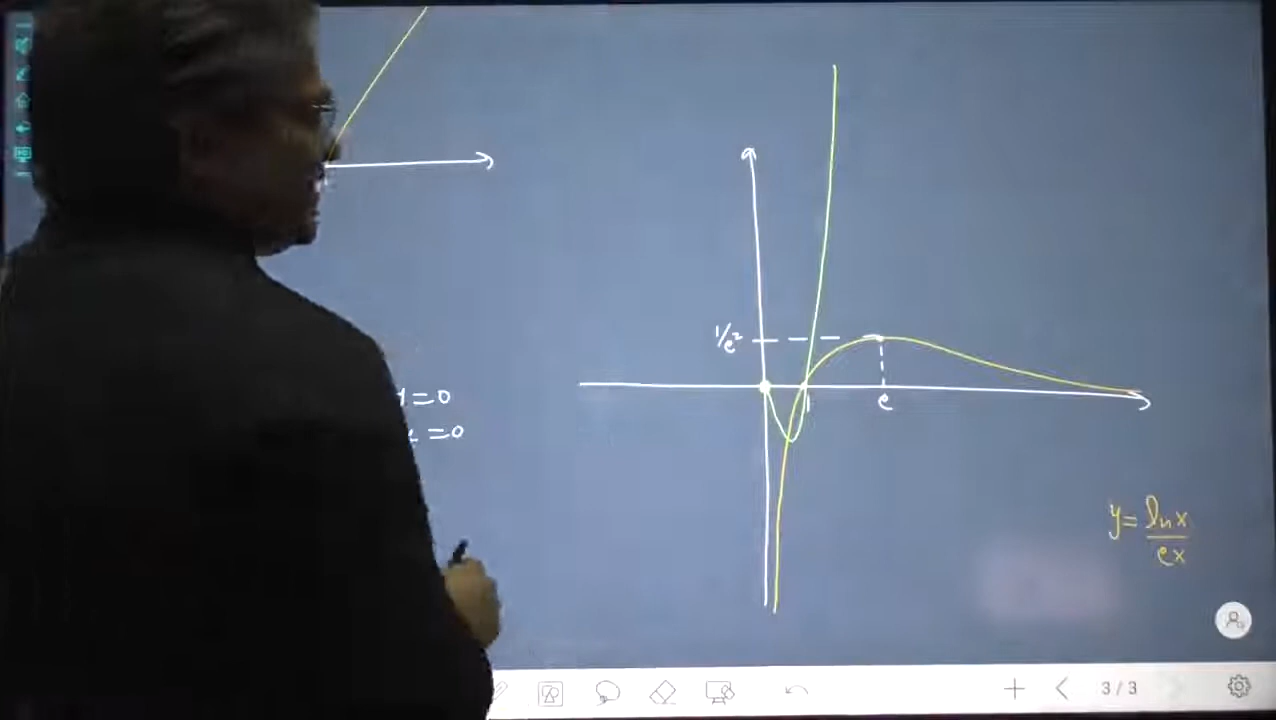 =0
=0
1/e²
1
e
y = ln x / ex
3/3